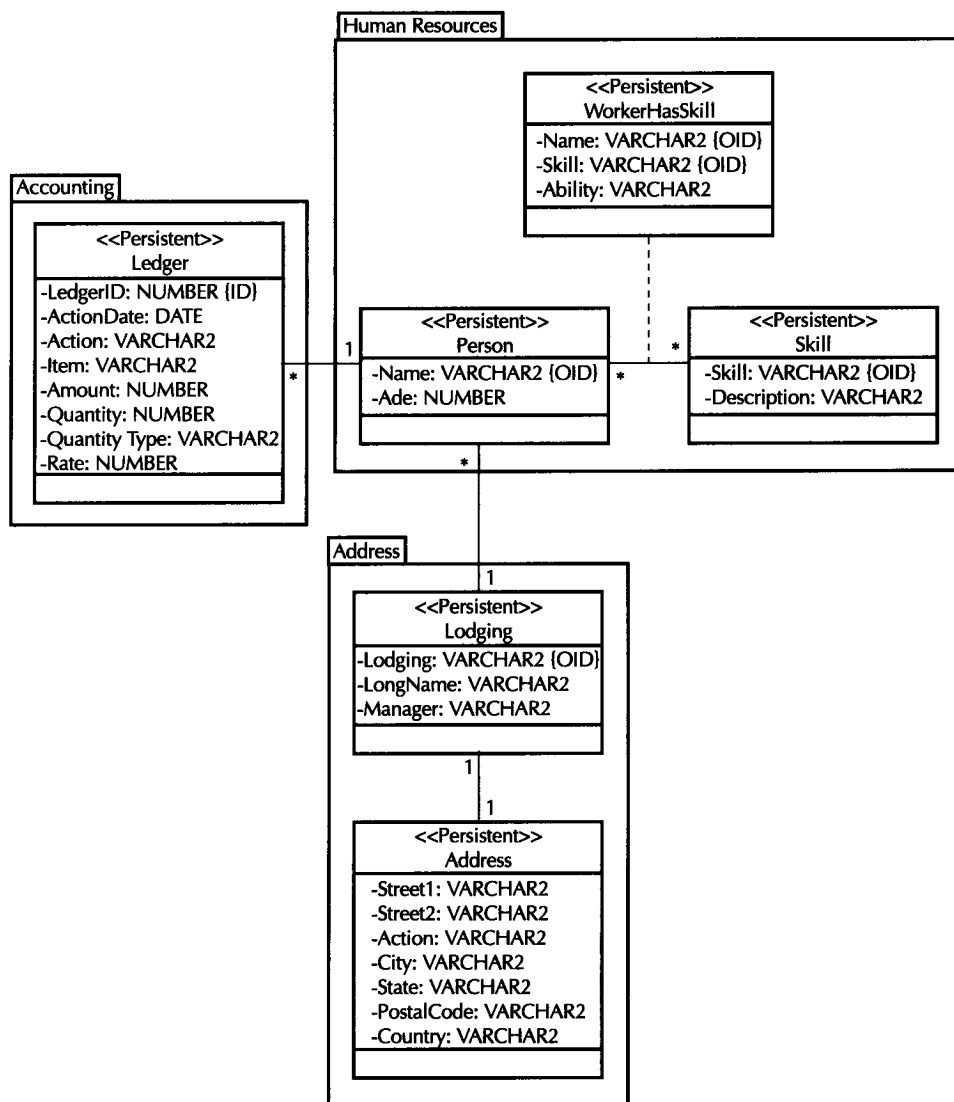 Human Resources
<<Persistent>>
WorkerHasSkill
-Name: VARCHAR2 {OID}
-Skill: VARCHAR2 {OID}
-Ability: VARCHAR2
Accounting
<<Persistent>>
Ledger
-LedgerID: NUMBER {ID}
-ActionDate: DATE
-Action: VARCHAR2
-Item: VARCHAR2
-Amount: NUMBER
-Quantity: NUMBER
-Quantity Type: VARCHAR2
-Rate: NUMBER
*
1
<<Persistent>>
Person
-Name: VARCHAR2 {OID}
-Ade: NUMBER
*
*
<<Persistent>>
Skill
-Skill: VARCHAR2 {OID}
-Description: VARCHAR2
*
Address
1
<<Persistent>>
Lodging
-Lodging: VARCHAR2 {OID}
-LongName: VARCHAR2
-Manager: VARCHAR2
1
1
<<Persistent>>
Address
-Street1: VARCHAR2
-Street2: VARCHAR2
-Action: VARCHAR2
-City: VARCHAR2
-State: VARCHAR2
-PostalCode: VARCHAR2
-Country: VARCHAR2